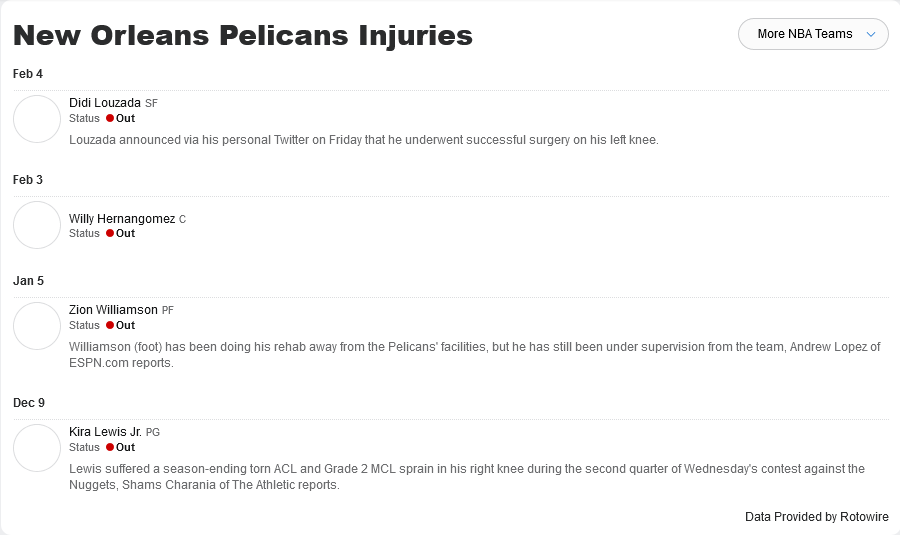 New Orleans Pelicans Injuries
More NBA Teams
Feb 4
Didi Louzada SF
Status Out
Louzada announced via his personal Twitter on Friday that he underwent successful surgery on his left knee.
Feb 3
Willy Hernangomez C
Status Out
Jan 5
Zion Williamson PF
Status Out
Williamson (foot) has been doing his rehab away from the Pelicans' facilities, but he has still been under supervision from the team, Andrew Lopez of
ESPN.com reports.
Dec 9
Kira Lewis Jr. PG
Status Out
Lewis suffered a season-ending torn ACL and Grade 2 MCL sprain in his right knee during the second quarter of Wednesday's contest against the
Nuggets, Shams Charania of The Athletic reports.
Data Provided by Rotowire